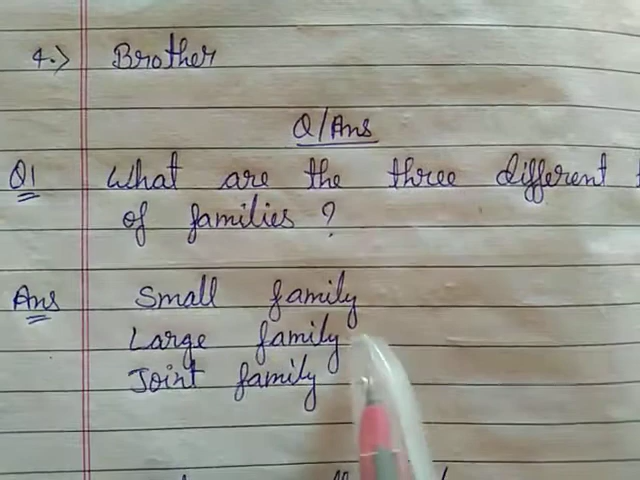 4.> Brother
Q/Ans
Q1 What are the three different
of families ?
Ans Small family
Large family
Joint family